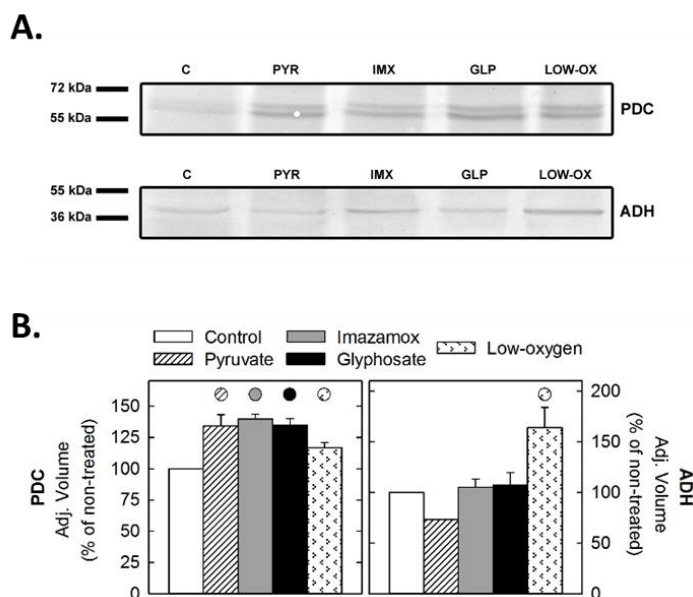 A.
C PYR IMX GLP LOW-OX
72 kDa
55 kDa
PDC
C PYR IMX GLP LOW-OX
55 kDa
36 kDa
ADH
B.
Control Imazamox Low-oxygen
Pyruvate Glyphosate
PDC
Adj. Volume
(% of non-treated)
150
125
100
75
50
25
0
200
150
100
50
0
ADH
Adj. Volume
(% of non-treated)